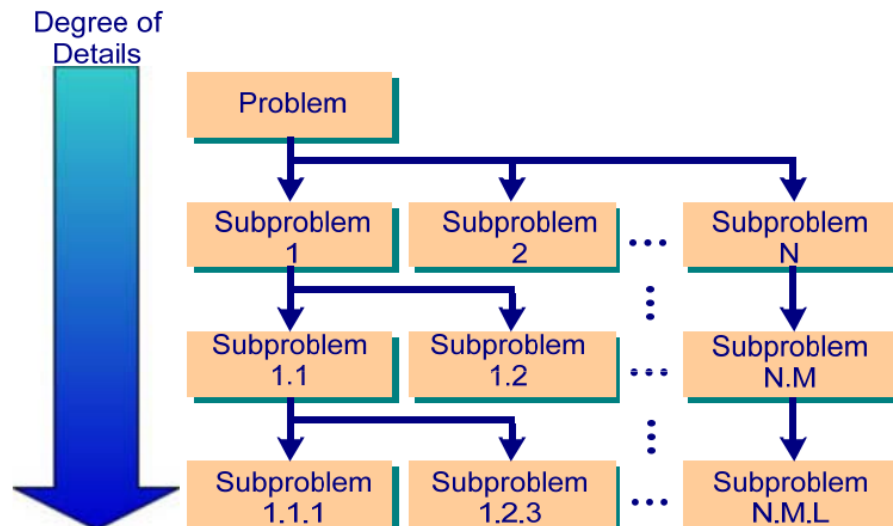 Degree of
Details
Problem
Subproblem
1
Subproblem
2
...
Subproblem
N
Subproblem
1.1
Subproblem
1.2
...
Subproblem
N.M
Subproblem
1.1.1
Subproblem
1.2.3
...
Subproblem
N.M.L